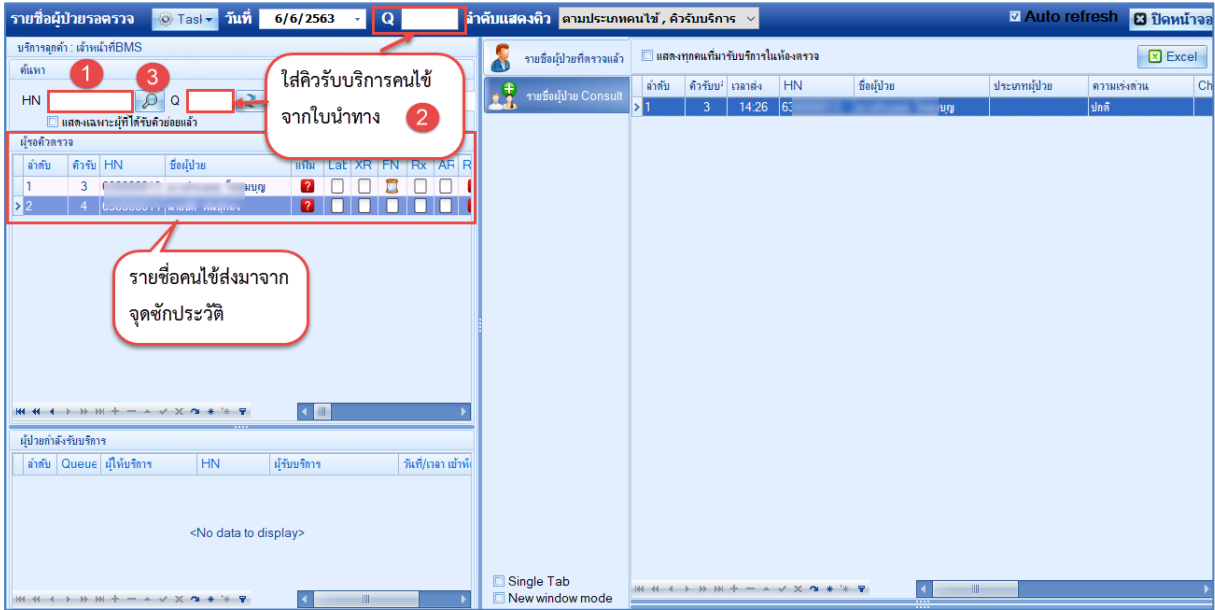 รายชื่อผู้ป่วยรอตรวจ Tasl วันที่ 6/6/2563 Q ลำดับแสดงคิว ตามประเภทคนไข้ , คิวรับบริการ Auto refresh ปิดหน้าจอ
บริการลูกค้า : เจ้าหน้าที่BMS
ค้นหา
1
3
HN Q
แสดงเฉพาะผู้ที่ได้รับคิวย่อยแล้ว
ใส่คิวรับบริการคนไข้
จากใบนำทาง 2
ผู้รอคิวตรวจ
ลำดับ คิวรับ HN ชื่อผู้ป่วย แฟ้ม Lab XR FN Rx AF R
1 3 มบุญ
2 4
รายชื่อคนไข้ส่งมาจาก
จุดซักประวัติ
ผู้ป่วยกำลังรับบริการ
ลำดับ Queue ผู้ให้บริการ HN ผู้รับบริการ วันที่/เวลา เข้าห้อ
<No data to display>
รายชื่อผู้ป่วยที่ตรวจแล้ว
รายชื่อผู้ป่วย Consult
Single Tab
New window mode
แสดงทุกคนที่มารับบริการในห้องตรวจ Excel
ลำดับ คิวรับบ เวลาส่ง HN ชื่อผู้ป่วย ประเภทผู้ป่วย ความเร่งด่วน Ch
1 3 14:26 63 บุญ ปกติ